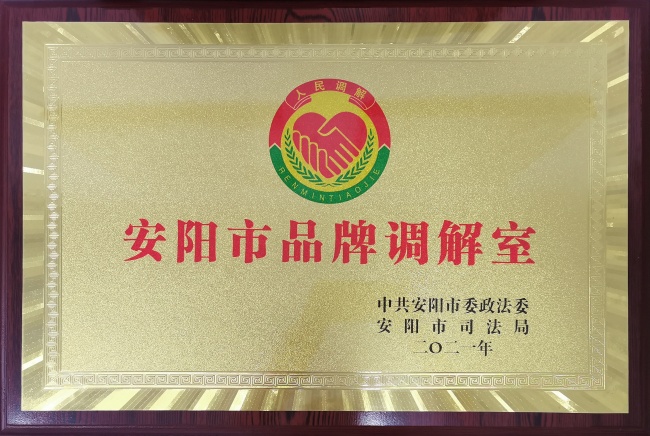 人民调解
RENMINTIAOJIE
安阳市品牌调解室
中共安阳市委政法委
安阳市司法局
二〇二一年